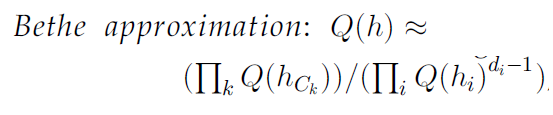 Bethe approximation: Q(h) ≈
(∏_k Q(h_{C_k}))/(∏_i Q(h_i)^{d_i−1}).